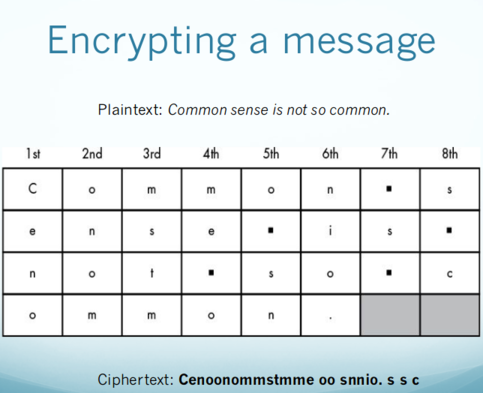 Encrypting a message
Plaintext: Common sense is not so common.
1st 2nd 3rd 4th 5th 6th 7th 8th
C o m m o n ▪ s
e n s e ▪ i s ▪
n o t ▪ s o ▪ c
o m m o n .
Ciphertext: Cenoonommstmme oo snnio. s s c